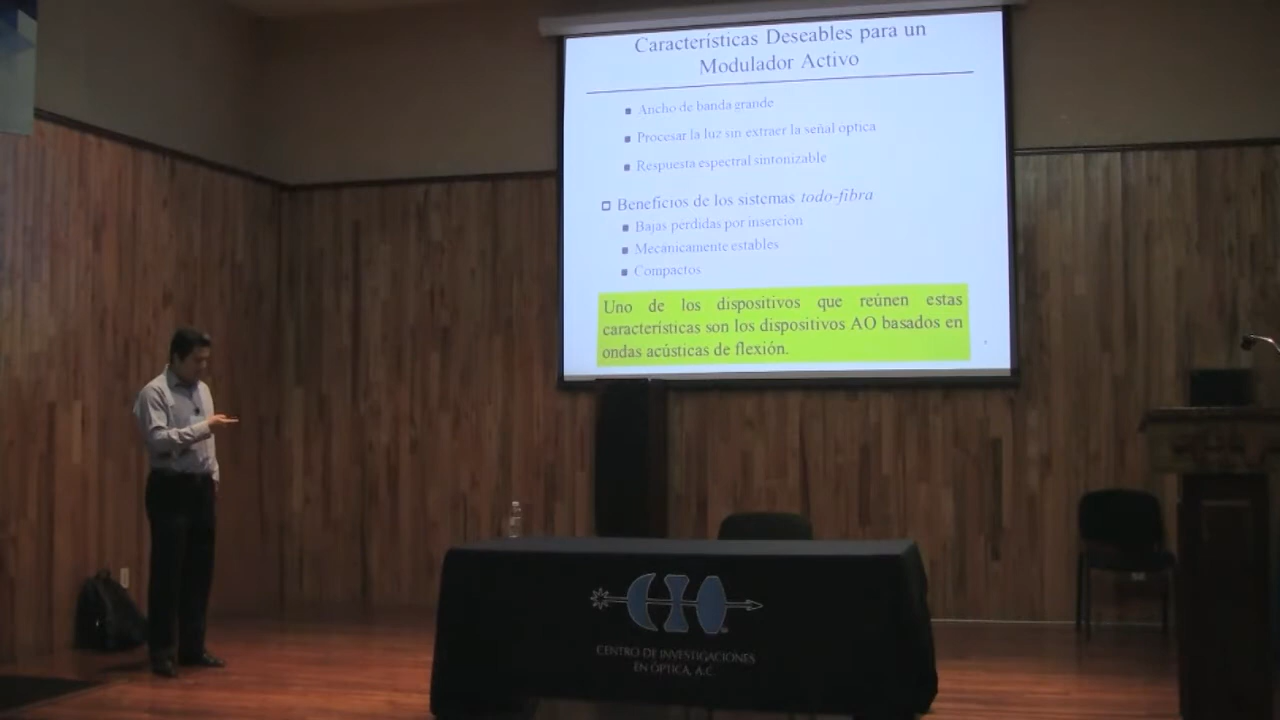 Características Deseables para un
Modulador Activo
Ancho de banda grande
Procesar la luz sin extraer la señal optica
Respuesta espectral sintonizable
Beneficios de los sistemas todo-fibra
Bajas perdidas por insercion
Mecánicamente estables
Compactos
Uno de los dispositivos que reúnen estas
características son los dispositivos AO basados en
ondas acústicas de flexión.
CIO
CENTRO DE INVESTIGACIONES
EN ÓPTICA, A.C.